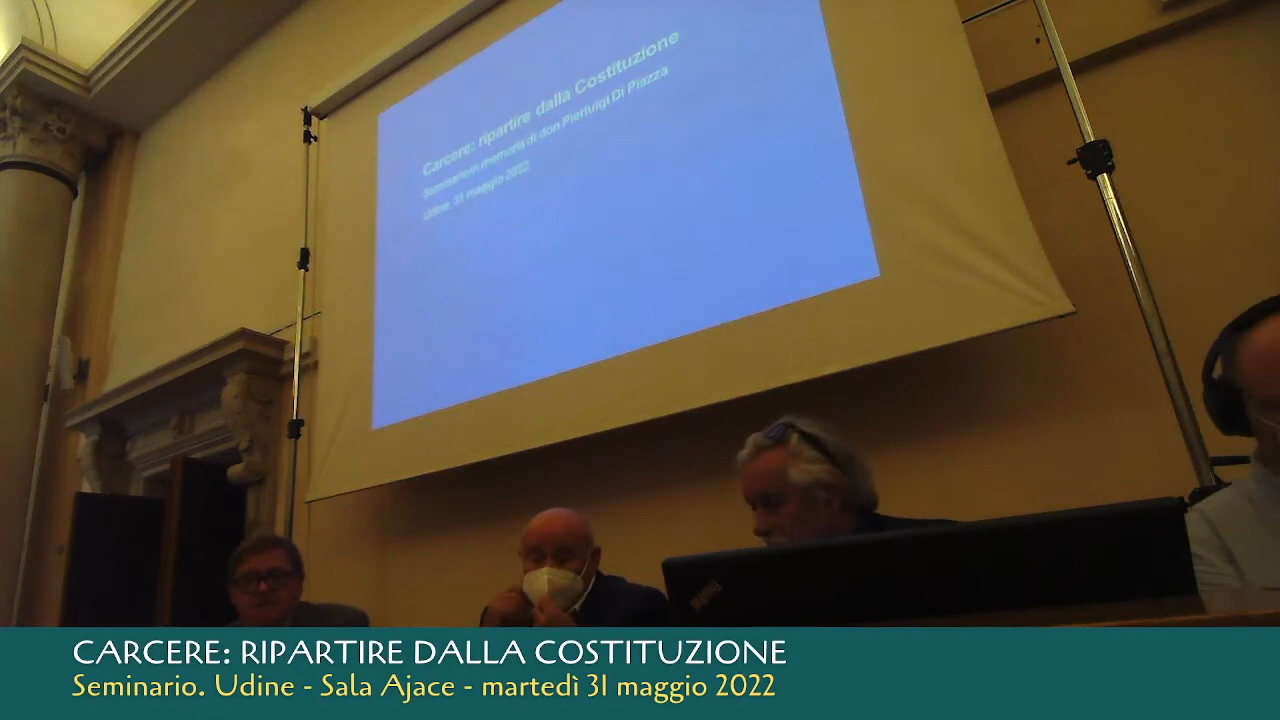 Carcere: ripartire dalla Costituzione
Seminario in memoria di don Pierluigi Di Piazza
Udine, 31 maggio 2022
CARCERE: RIPARTIRE DALLA COSTITUZIONE
Seminario. Udine - Sala Ajace - martedì 31 maggio 2022